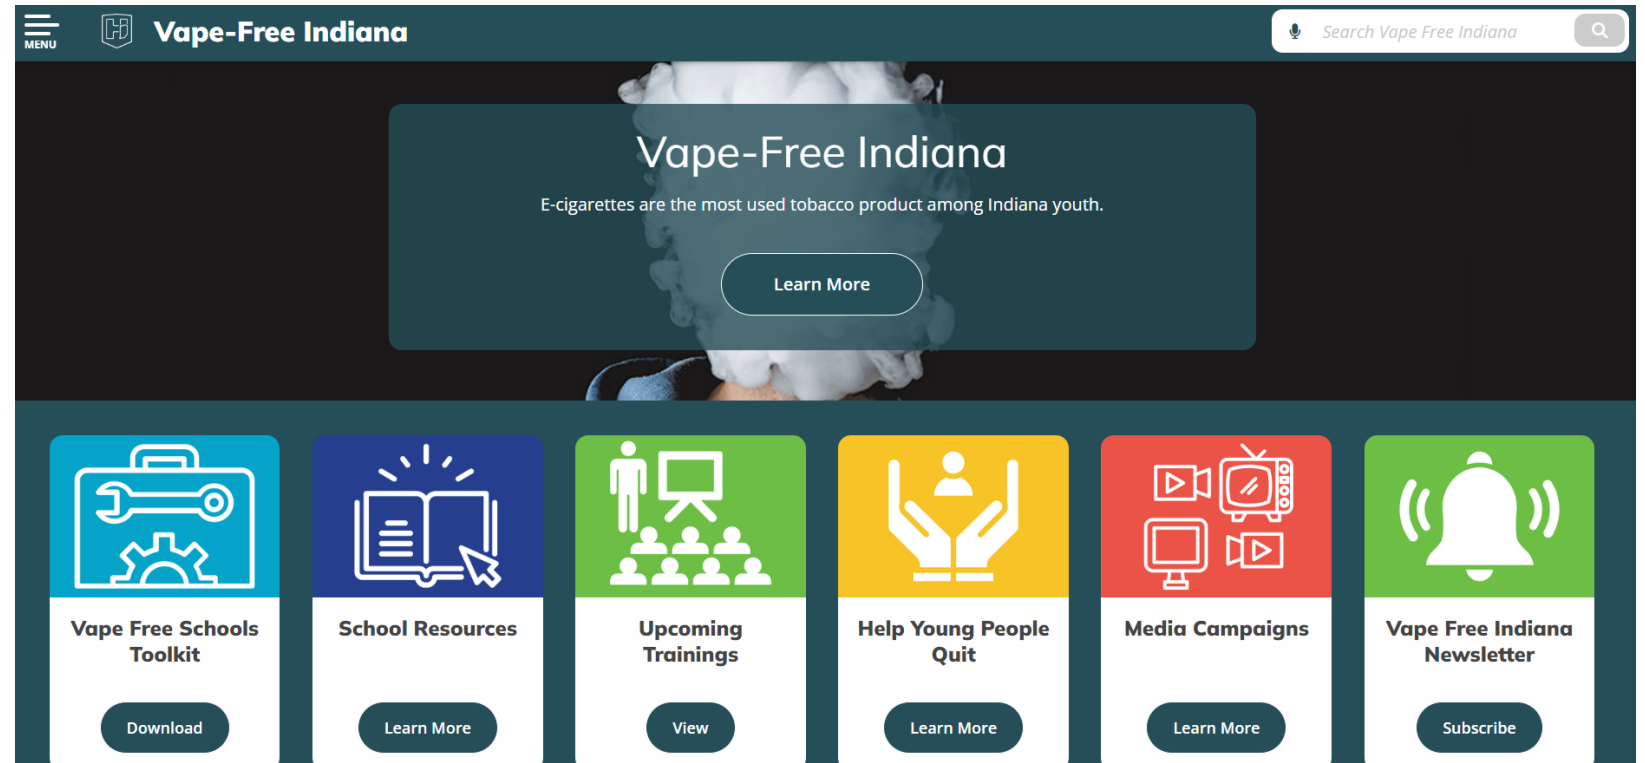 MENU
Vape-Free Indiana
Search Vape Free Indiana
Vape-Free Indiana
E-cigarettes are the most used tobacco product among Indiana youth.
Learn More
Vape Free Schools
Toolkit
Download
School Resources
Learn More
Upcoming
Trainings
View
Help Young People
Quit
Learn More
Media Campaigns
Learn More
Vape Free Indiana
Newsletter
Subscribe